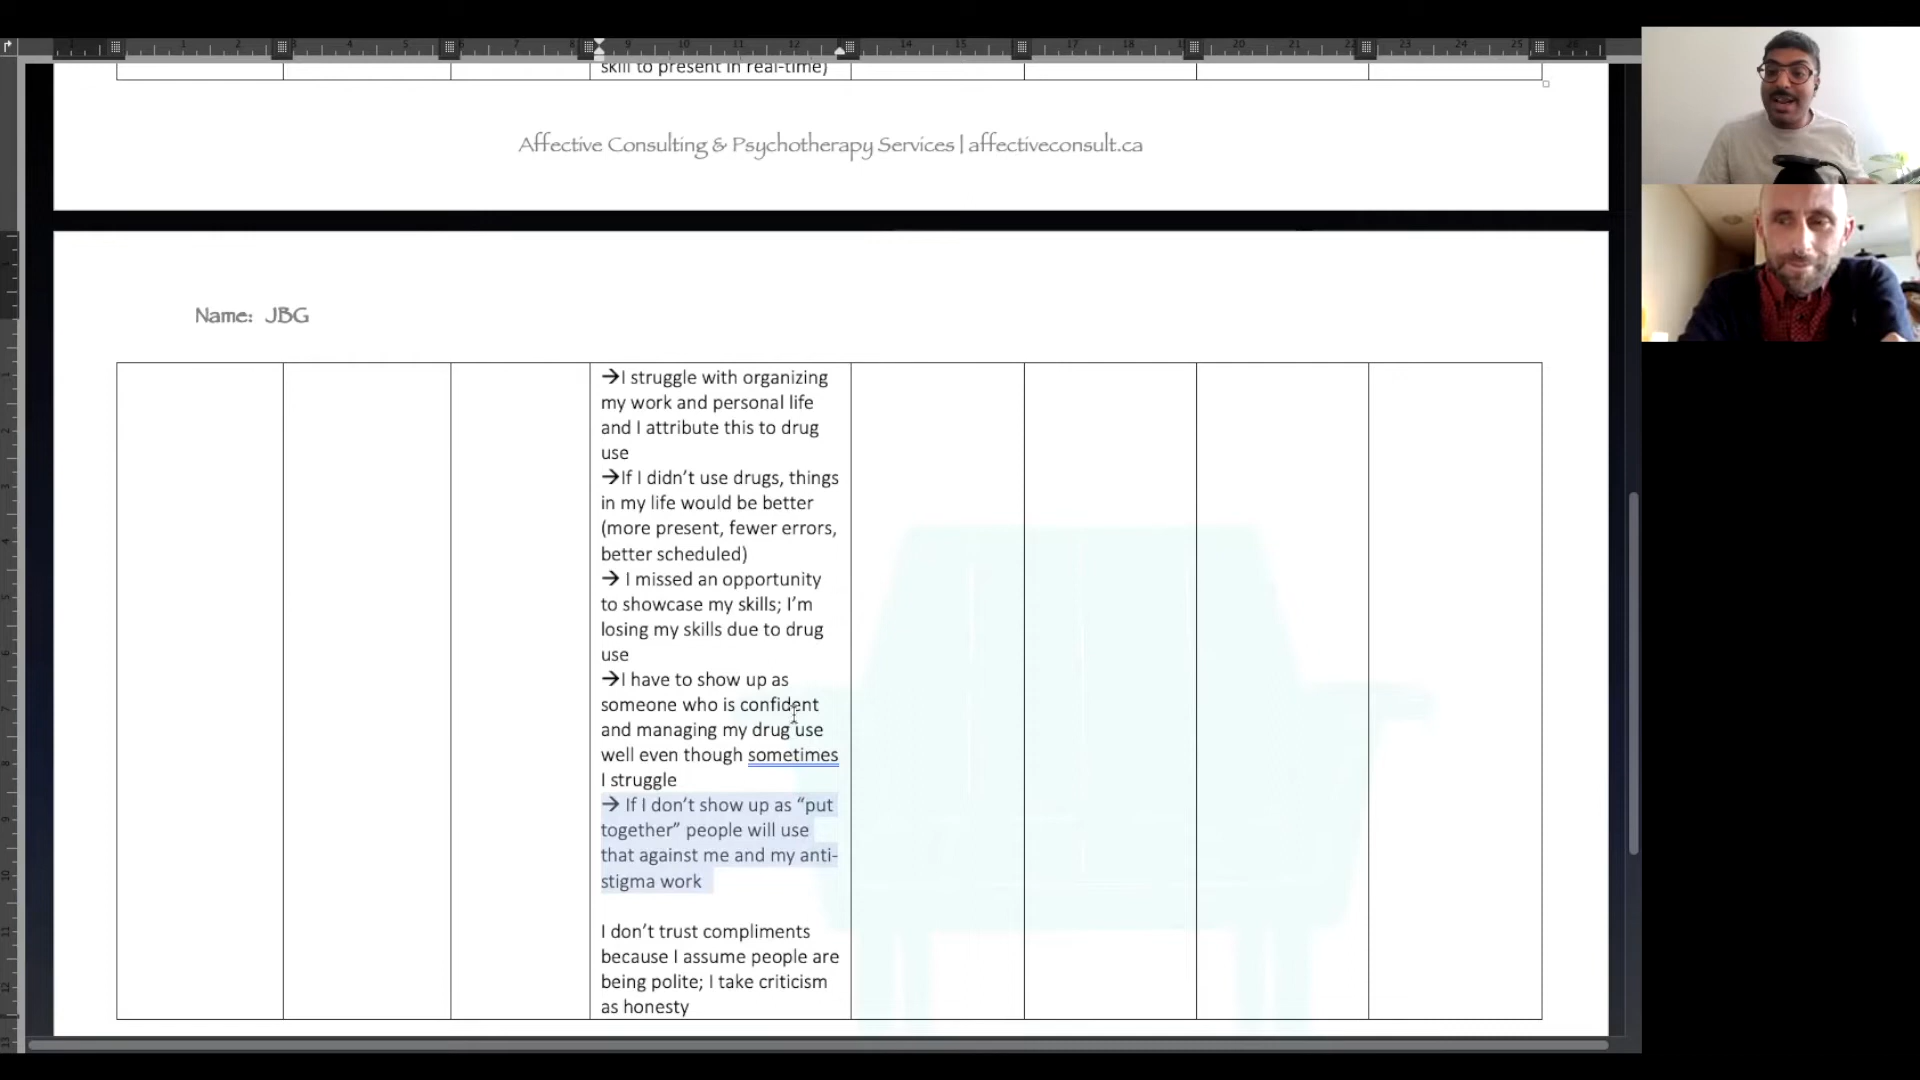 skill to present in real-time)
Affective Consulting & Psychotherapy Services | affectiveconsult.ca
Name: JBG
→I struggle with organizing
my work and personal life
and I attribute this to drug
use
→If I didn’t use drugs, things
in my life would be better
(more present, fewer errors,
better scheduled)
→ I missed an opportunity
to showcase my skills; I’m
losing my skills due to drug
use
→I have to show up as
someone who is confident
and managing my drug use
well even though sometimes
I struggle
→ If I don’t show up as “put
together” people will use
that against me and my anti-
stigma work
I don’t trust compliments
because I assume people are
being polite; I take criticism
as honesty